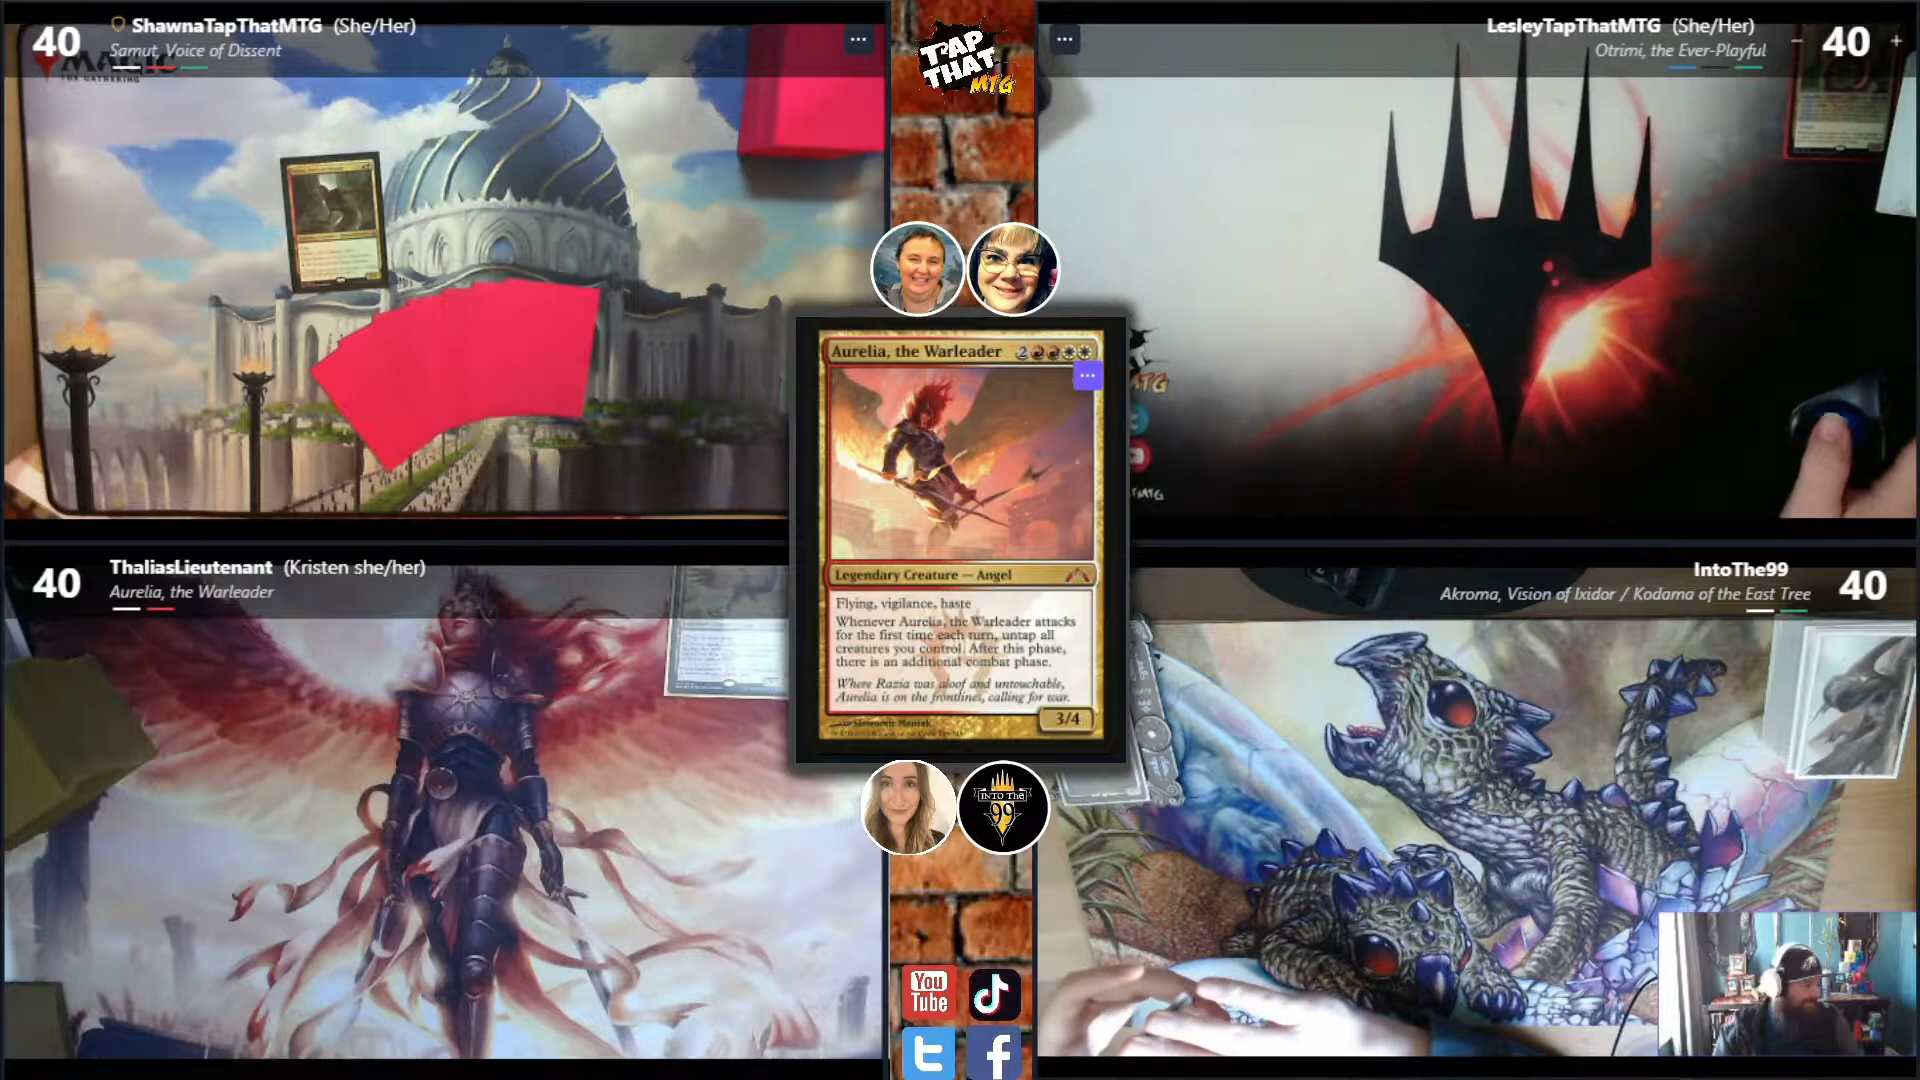 40
ShawnaTapThatMTG (She/Her)
Samut, Voice of Dissent
MAGIC
THE GATHERING
TAP
THAT
MTG
LesleyTapThatMTG (She/Her)
Otrimi, the Ever-Playful
− 40 +
Aurelia, the Warleader 2
Legendary Creature — Angel
Flying, vigilance, haste
Whenever Aurelia, the Warleader attacks
for the first time each turn, untap all
creatures you control. After this phase,
there is an additional combat phase.
Where Razia was aloof and untouchable,
Aurelia is on the frontlines, calling for war.
3/4
40
ThaliasLieutenant (Kristen she/her)
Aurelia, the Warleader
IntoThe99
Akroma, Vision of Ixidor / Kodama of the East Tree
40
INTO THE
99
You
Tube